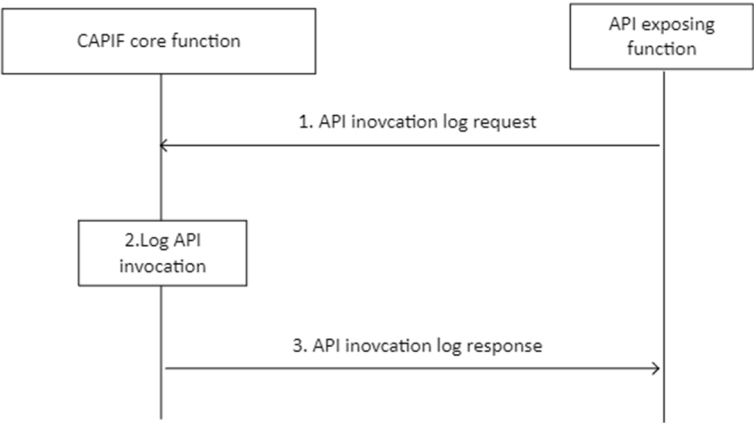 CAPIF core function
API exposing
function
1. API inovcation log request
2.Log API
invocation
3. API inovcation log response